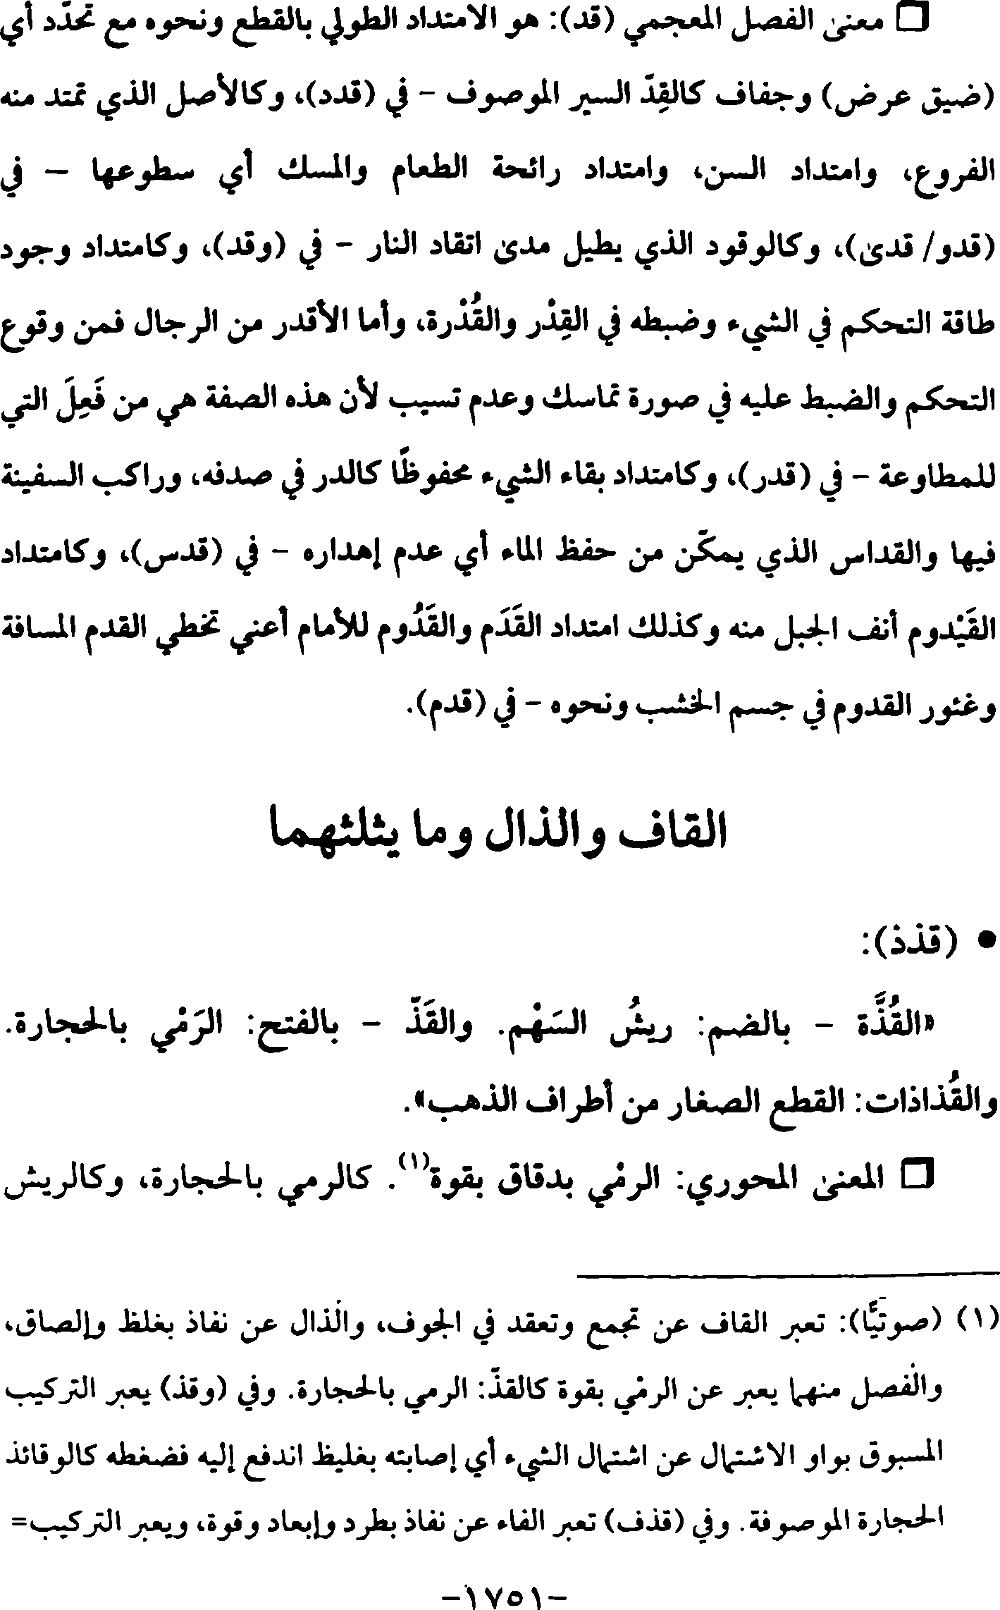 □ معنى الفصل المعجمي (قد): هو الامتداد الطولي بالقطع ونحوه مع تحدّد أي
(ضيق عرض) وجفاف كالقِدّ السير الموصوف - في (قدد)، وكالأصل الذي تمتد منه
الفروع، وامتداد السن، وامتداد رائحة الطعام والمسك أي سطوعها – في
(قدو/ قدى)، وكالوقود الذي يطيل مدى اتقاد النار - في (وقد)، وكامتداد وجود
طاقة التحكم في الشيء وضبطه في القِدْر والقُدْرة، وأما الأقدر من الرجال فمن وقوع
التحكم والضبط عليه في صورة تماسك وعدم تسيب لأن هذه الصفة هي من فَعِلَ التي
للمطاوعة - في (قدر)، وكامتداد بقاء الشيء محفوظًا كالدر في صدفه، وراكب السفينة
فيها والقداس الذي يمكّن من حفظ الماء أي عدم إهداره - في (قدس)، وكامتداد
القَيْدوم أنف الجبل منه وكذلك امتداد القَدَم والقَدُوم للأمام أعني تخطي القدم المسافة
وغئور القدوم في جسم الخشب ونحوه - في (قدم).
القاف والذال وما يثلثهما
• (قذذ):
«القُذَّة - بالضم: ريشُ السَهْم. والقَذّ - بالفتح: الرَمْي بالحجارة.
والقُذاذات: القطع الصغار من أطراف الذهب».
□ المعنى المحوري: الرمْي بدقاق بقوة(١). كالرمي بالحجارة، وكالريش
(١) (صوتيًّا): تعبر القاف عن تجمع وتعقد في الجوف، والذال عن نفاذ بغلظ وإلصاق،
والفصل منهما يعبر عن الرمْي بقوة كالقذّ: الرمي بالحجارة. وفي (وقذ) يعبر التركيب
المسبوق بواو الاشتمال عن اشتمال الشيء أي إصابته بغليظ اندفع إليه فضغطه كالوقائذ
الحجارة الموصوفة. وفي (قذف) تعبر الفاء عن نفاذ بطرد وإبعاد وقوة، ويعبر التركيب=
-١٧٥١-